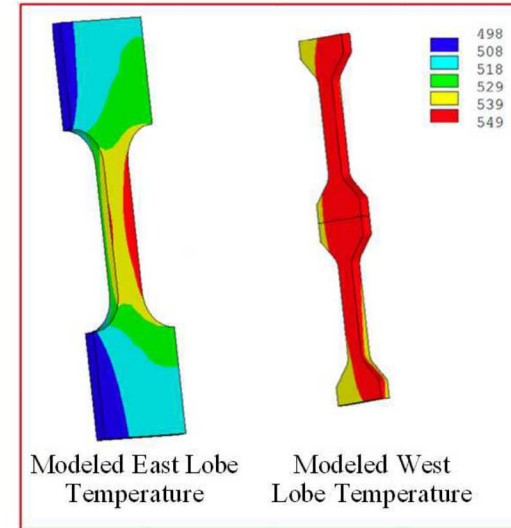 498
508
518
529
539
549
Modeled East Lobe
Temperature
Modeled West
Lobe Temperature